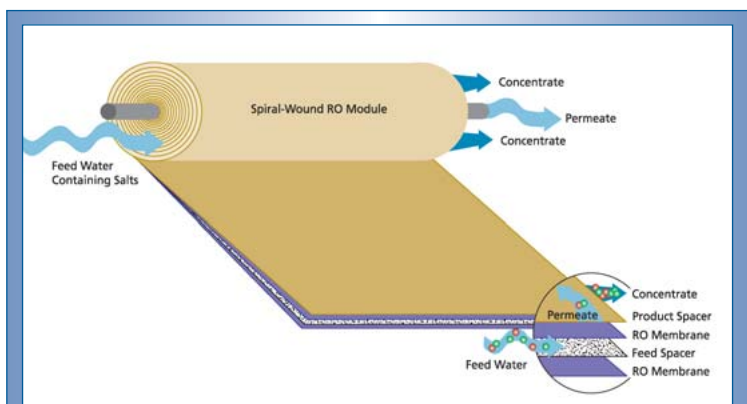 Concentrate
Spiral-Wound RO Module
Permeate
Concentrate
Feed Water
Containing Salts
Concentrate
Permeate
Product Spacer
RO Membrane
Feed Spacer
Feed Water
RO Membrane